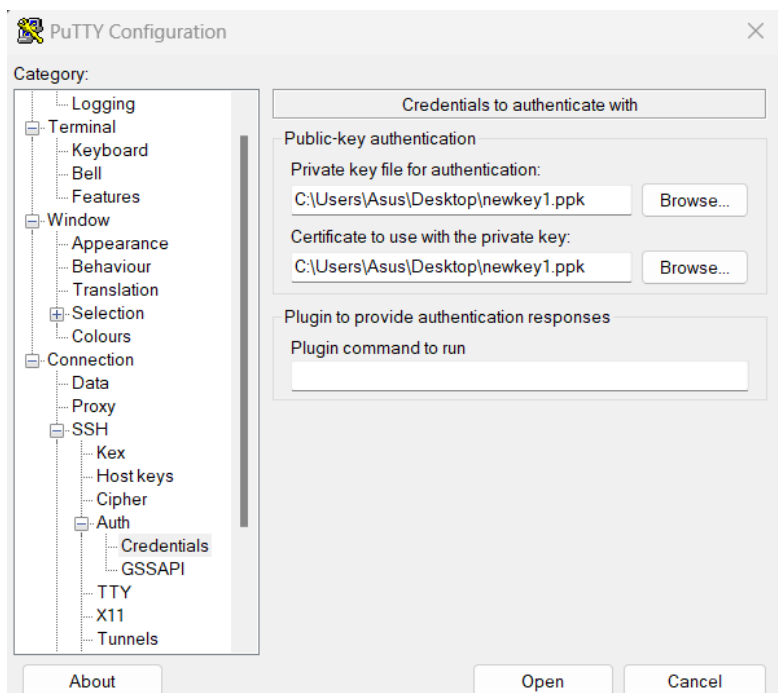 PuTTY Configuration
Category:
Logging
Terminal
Keyboard
Bell
Features
Window
Appearance
Behaviour
Translation
Selection
Colours
Connection
Data
Proxy
SSH
Kex
Host keys
Cipher
Auth
Credentials
GSSAPI
TTY
X11
Tunnels
Credentials to authenticate with
Public-key authentication
Private key file for authentication:
C:\Users\Asus\Desktop\newkey1.ppk
Browse...
Certificate to use with the private key:
C:\Users\Asus\Desktop\newkey1.ppk
Browse...
Plugin to provide authentication responses
Plugin command to run
About
Open
Cancel